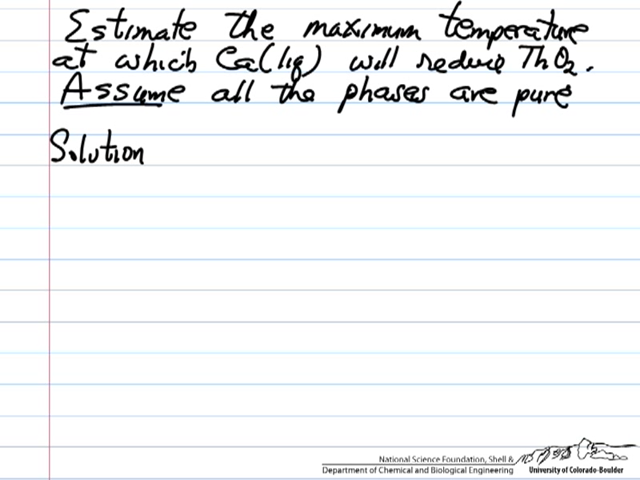 Estimate the maximum temperature
at which Ca(liq) will reduce ThO2.
Assume all the phases are pure
Solution
National Science Foundation, Shell &
Department of Chemical and Biological Engineering
University of Colorado-Boulder